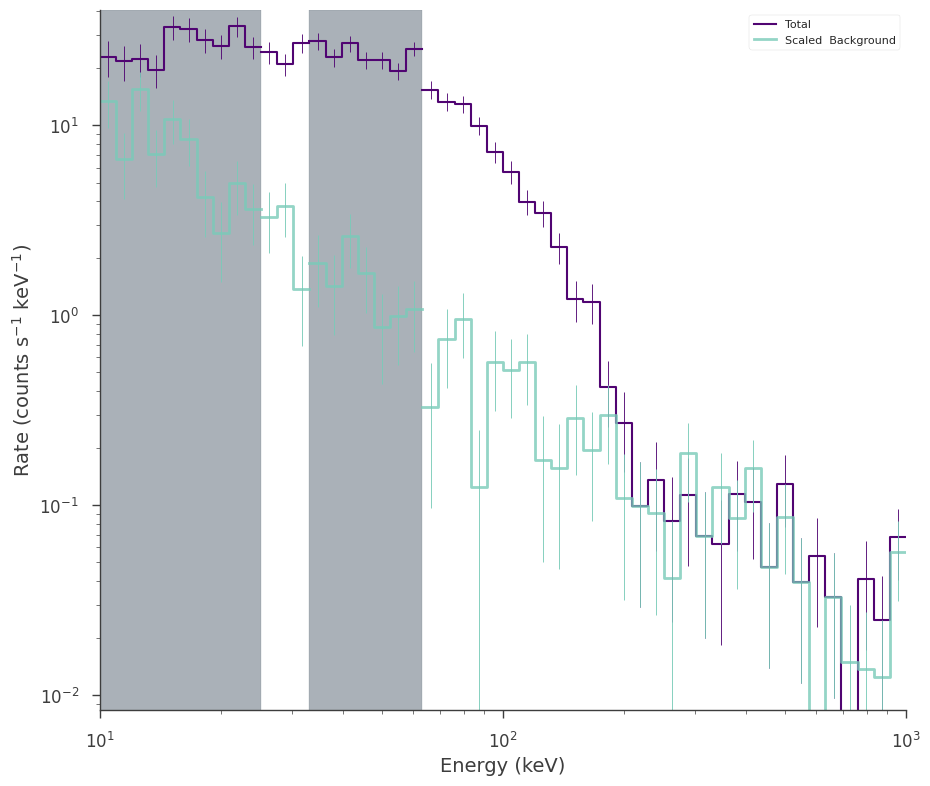 Total
Scaled  Background
10¹
10⁰
10⁻¹
10⁻²
Rate (counts s⁻¹ keV⁻¹)
10¹
10²
10³
Energy (keV)